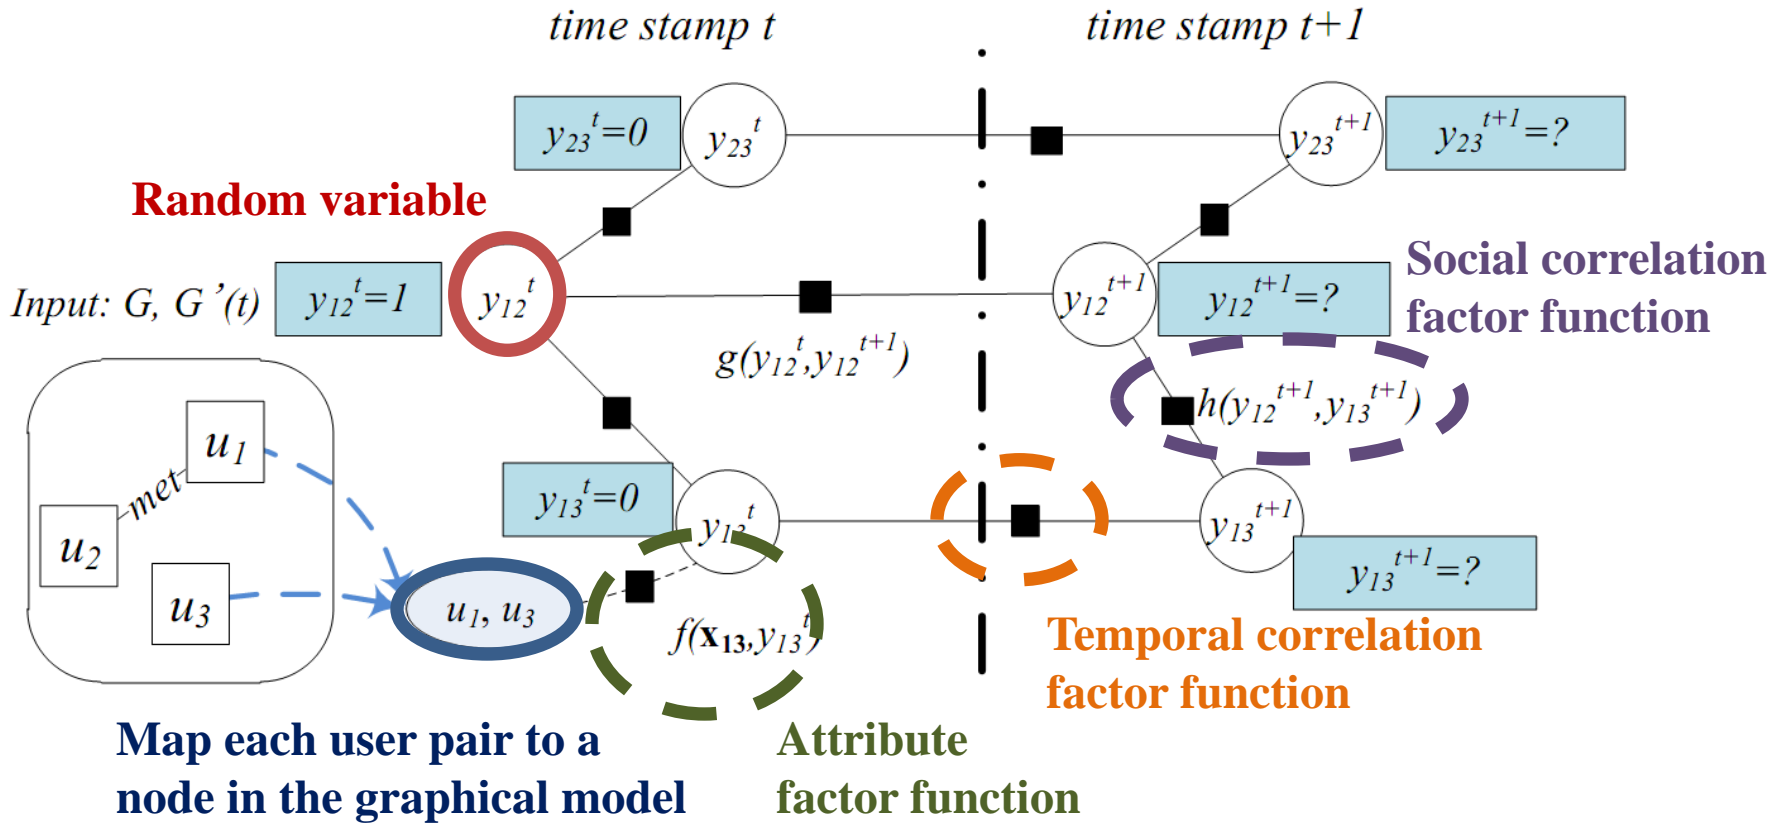 time stamp t
time stamp t+1
y₂₃ᵗ=0
y₂₃ᵗ
y₂₃ᵗ⁺¹
y₂₃ᵗ⁺¹=?
Random variable
Input: G, G’(t)
y₁₂ᵗ=1
y₁₂ᵗ
y₁₂ᵗ⁺¹
y₁₂ᵗ⁺¹=?
Social correlation
factor function
g(y₁₂ᵗ,y₁₂ᵗ⁺¹)
h(y₁₂ᵗ⁺¹,y₁₃ᵗ⁺¹)
u₁
met
u₂
u₃
y₁₃ᵗ=0
y₁₃ᵗ
y₁₃ᵗ⁺¹
y₁₃ᵗ⁺¹=?
u₁, u₃
f(x₁₃,y₁₃ᵗ)
Temporal correlation
factor function
Map each user pair to a
node in the graphical model
Attribute
factor function